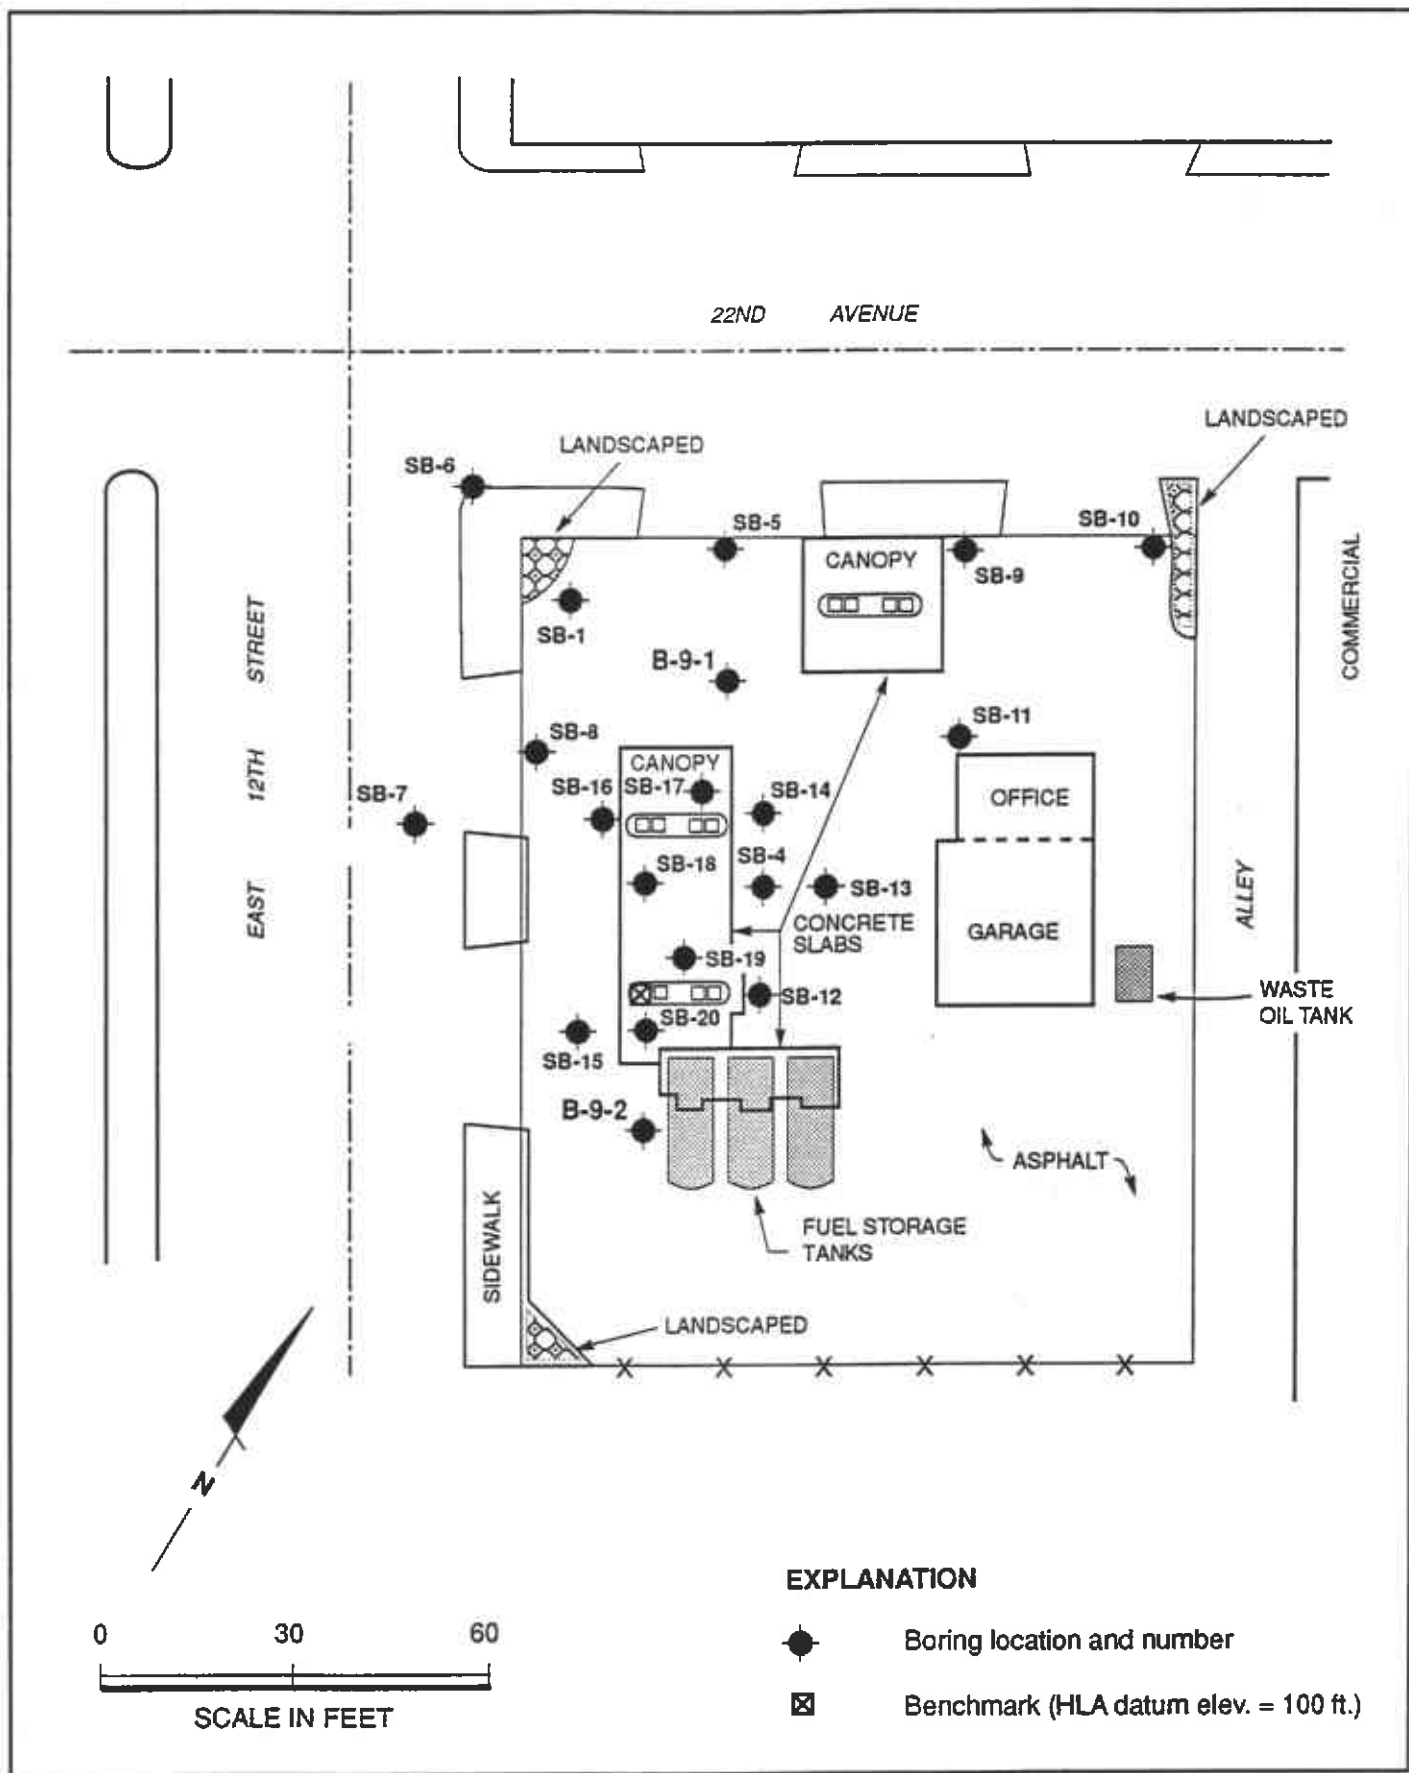 22ND AVENUE
LANDSCAPED
LANDSCAPED
SB-6
SB-5
SB-10
CANOPY
SB-9
COMMERCIAL
STREET
SB-1
B-9-1
SB-11
SB-8
CANOPY
12TH
SB-7
SB-16
SB-17
SB-14
OFFICE
SB-4
SB-18
SB-13
EAST
ALLEY
CONCRETE
SLABS
GARAGE
SB-19
SB-12
WASTE
OIL TANK
SB-20
SB-15
B-9-2
ASPHALT
SIDEWALK
FUEL STORAGE
TANKS
LANDSCAPED
X X X X X X
N
EXPLANATION
0 30 60
Boring location and number
SCALE IN FEET
Benchmark (HLA datum elev. = 100 ft.)